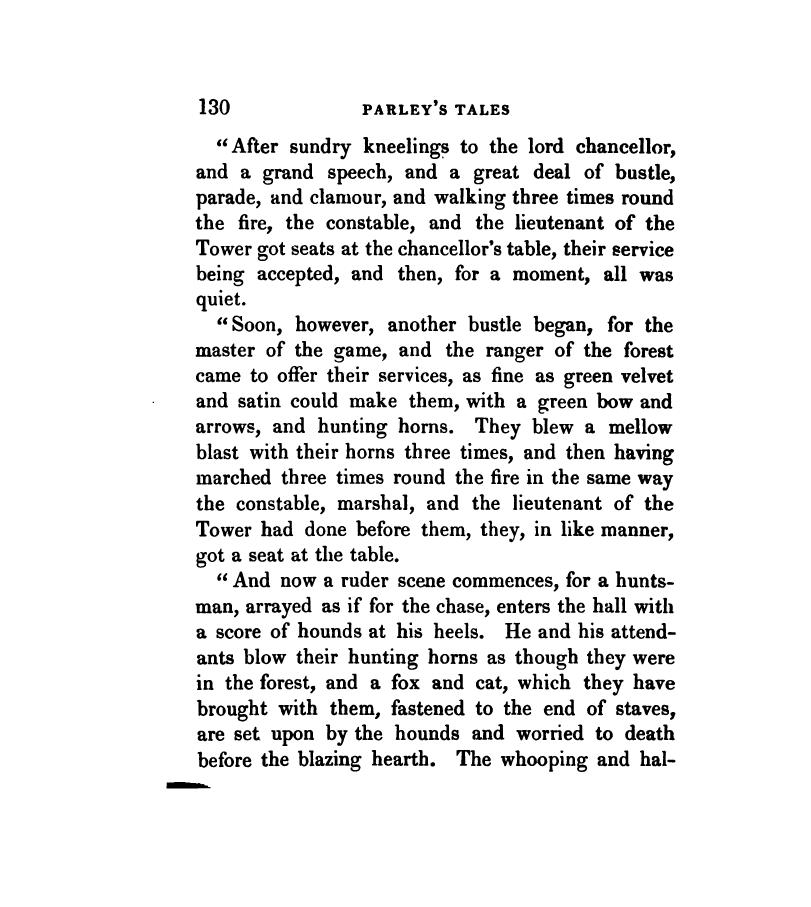 130 PARLEY'S TALES
"After sundry kneelings to the lord chancellor,
and a grand speech, and a great deal of bustle,
parade, and clamour, and walking three times round
the fire, the constable, and the lieutenant of the
Tower got seats at the chancellor's table, their service
being accepted, and then, for a moment, all was
quiet.
"Soon, however, another bustle began, for the
master of the game, and the ranger of the forest
came to offer their services, as fine as green velvet
and satin could make them, with a green bow and
arrows, and hunting horns. They blew a mellow
blast with their horns three times, and then having
marched three times round the fire in the same way
the constable, marshal, and the lieutenant of the
Tower had done before them, they, in like manner,
got a seat at the table.
"And now a ruder scene commences, for a hunts-
man, arrayed as if for the chase, enters the hall with
a score of hounds at his heels. He and his attend-
ants blow their hunting horns as though they were
in the forest, and a fox and cat, which they have
brought with them, fastened to the end of staves,
are set upon by the hounds and worried to death
before the blazing hearth. The whooping and hal-